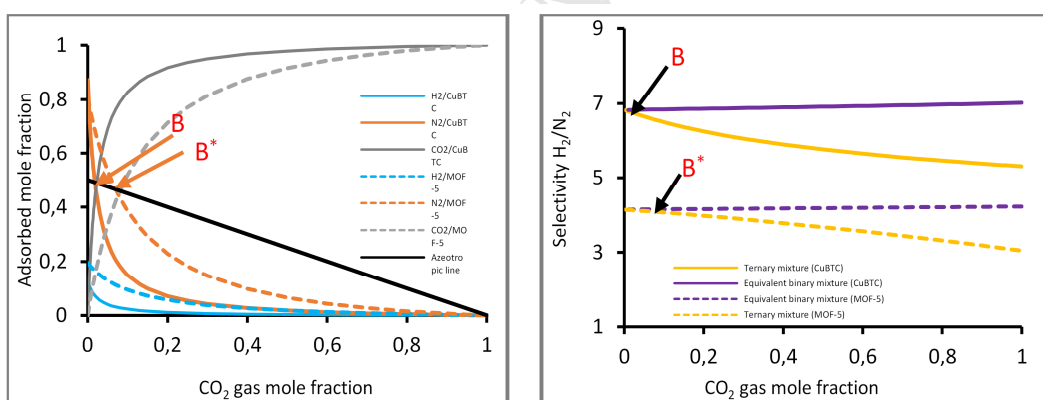 Adsorbed mole fraction
1
0,8
0,6
0,4
0,2
0
0
0,2
0,4
0,6
0,8
1
CO2 gas mole fraction
B
B*
H2/CuBT
C
N2/CuBT
C
CO2/CuB
TC
H2/MOF
-5
N2/MOF
-5
CO2/MO
F-5
Azeotro
pic line
Selectivity H2/N2
9
7
5
3
1
0
0,2
0,4
0,6
0,8
1
CO2 gas mole fraction
B
B*
Ternary mixture (CuBTC)
Equivalent binary mixture (CuBTC)
Equivalent binary mixture (MOF-5)
Ternary mixture (MOF-5)